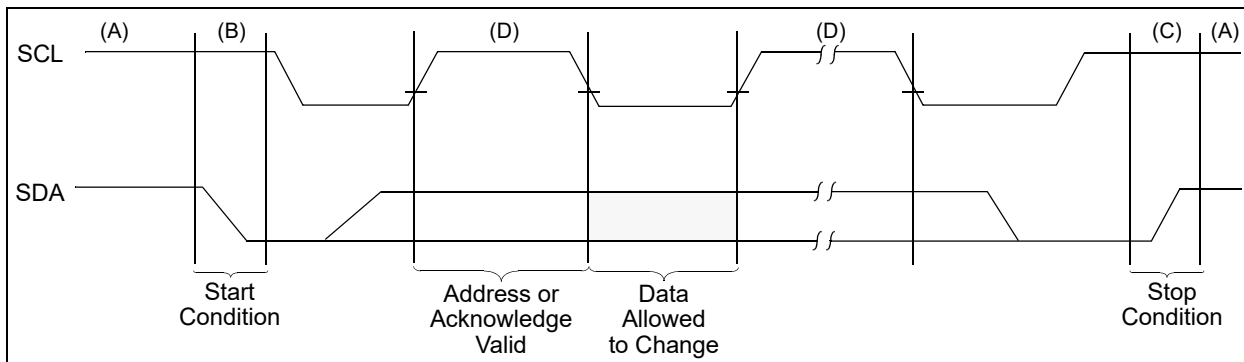 (A) (B) (D) (D) (C) (A)
SCL
SDA
Start
Condition
Address or
Acknowledge
Valid
Data
Allowed
to Change
Stop
Condition